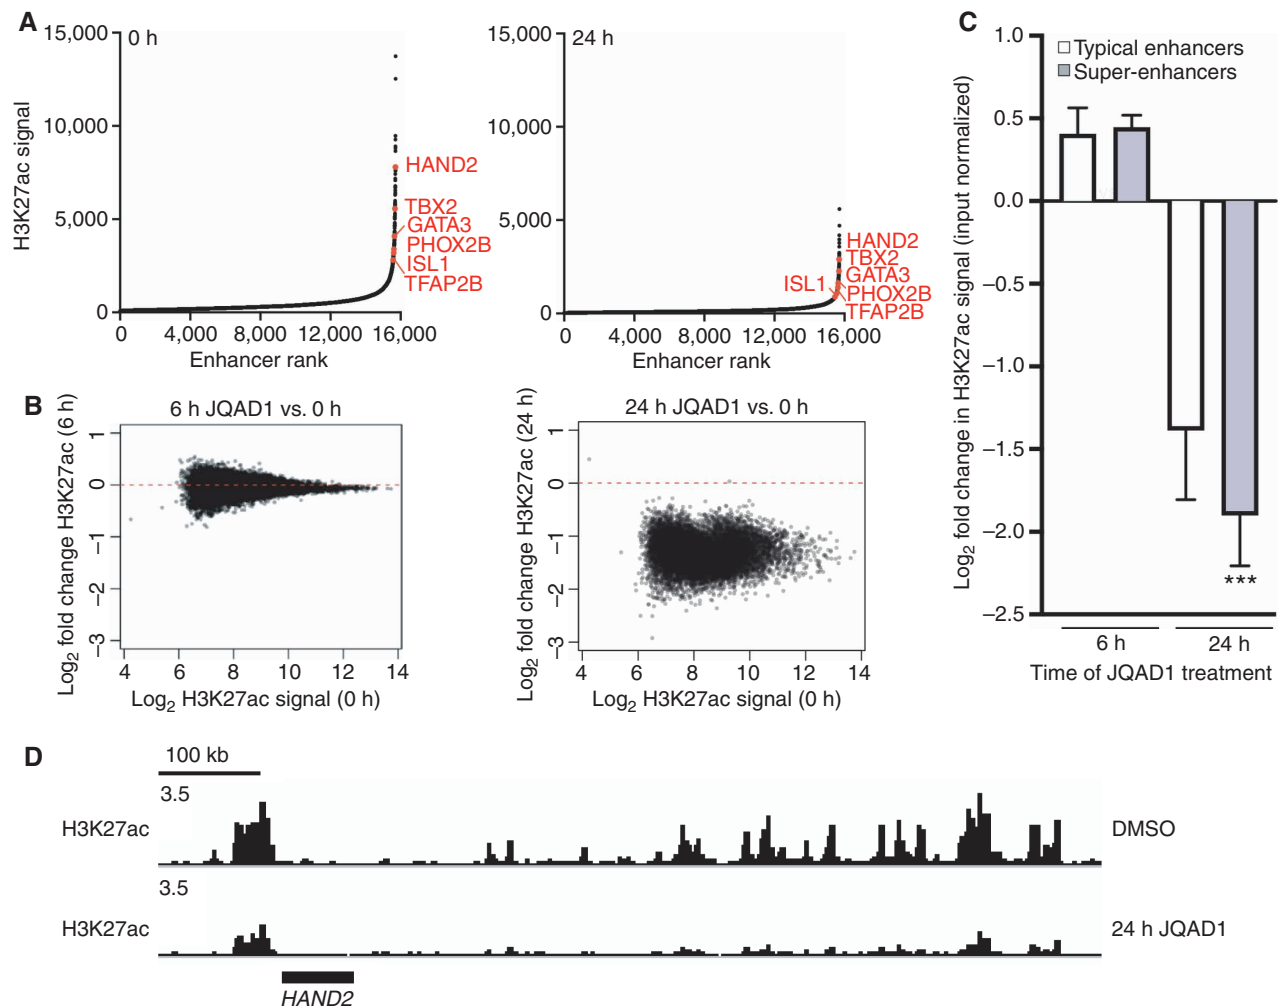 A
0 h
H3K27ac signal
15,000
10,000
5,000
0
HAND2
TBX2
GATA3
PHOX2B
ISL1
TFAP2B
0 4,000 8,000 12,000 16,000
Enhancer rank
24 h
15,000
10,000
5,000
0
HAND2
TBX2
ISL1
GATA3
PHOX2B
TFAP2B
0 4,000 8,000 12,000 16,000
Enhancer rank
B
6 h JQAD1 vs. 0 h
Log2 fold change H3K27ac (6 h)
1
0
–1
–2
–3
4 6 8 10 12 14
Log2 H3K27ac signal (0 h)
24 h JQAD1 vs. 0 h
Log2 fold change H3K27ac (24 h)
1
0
–1
–2
–3
4 6 8 10 12 14
Log2 H3K27ac signal (0 h)
C
Log2 fold change in H3K27ac signal (input normalized)
1.0
0.5
0.0
–0.5
–1.0
–1.5
–2.0
–2.5
Typical enhancers
Super-enhancers
***
6 h 24 h
Time of JQAD1 treatment
D
100 kb
3.5
H3K27ac
DMSO
3.5
H3K27ac
24 h JQAD1
HAND2